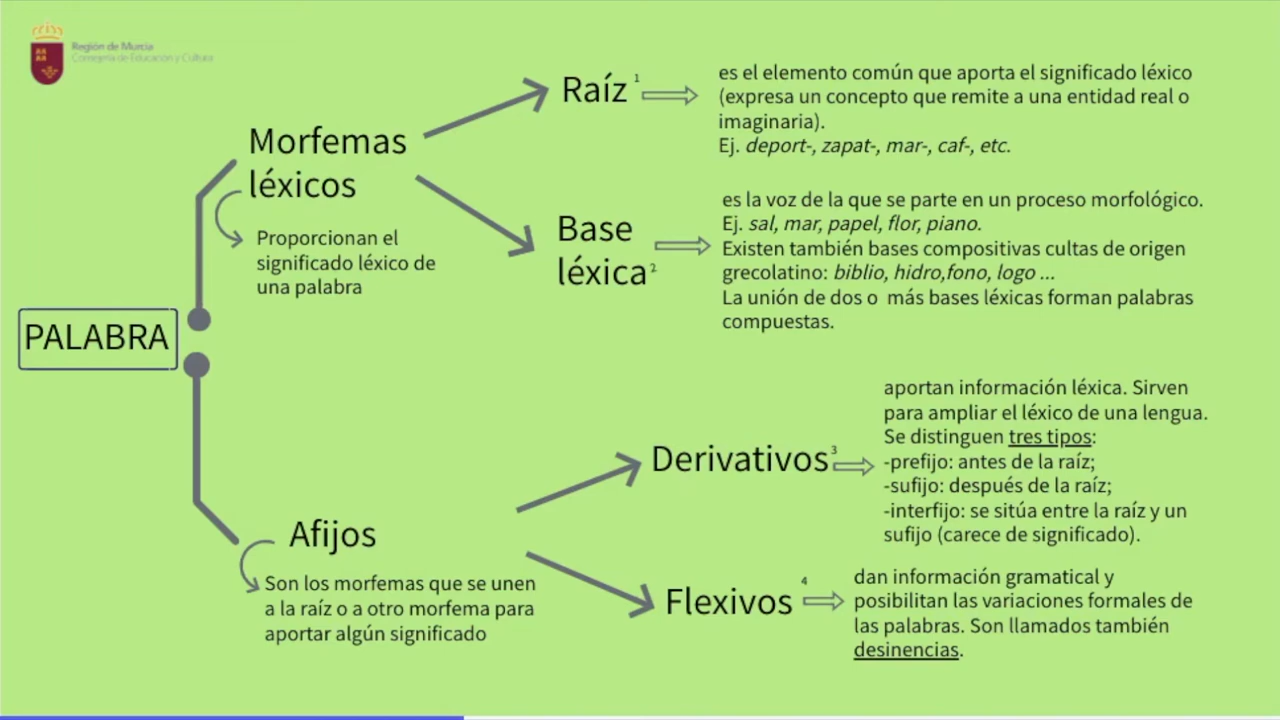 Región de Murcia
Consejería de Educación y Cultura
PALABRA
Morfemas
léxicos
Proporcionan el
significado léxico de
una palabra
Raíz 1
es el elemento común que aporta el significado léxico
(expresa un concepto que remite a una entidad real o
imaginaria).
Ej. deport-, zapat-, mar-, caf-, etc.
Base
léxica 2
es la voz de la que se parte en un proceso morfológico.
Ej. sal, mar, papel, flor, piano.
Existen también bases compositivas cultas de origen
grecolatino: biblio, hidro,fono, logo ...
La unión de dos o más bases léxicas forman palabras
compuestas.
Afijos
Son los morfemas que se unen
a la raíz o a otro morfema para
aportar algún significado
Derivativos 3
aportan información léxica. Sirven
para ampliar el léxico de una lengua.
Se distinguen tres tipos:
-prefijo: antes de la raíz;
-sufijo: después de la raíz;
-interfijo: se sitúa entre la raíz y un
sufijo (carece de significado).
Flexivos 4
dan información gramatical y
posibilitan las variaciones formales de
las palabras. Son llamados también
desinencias.